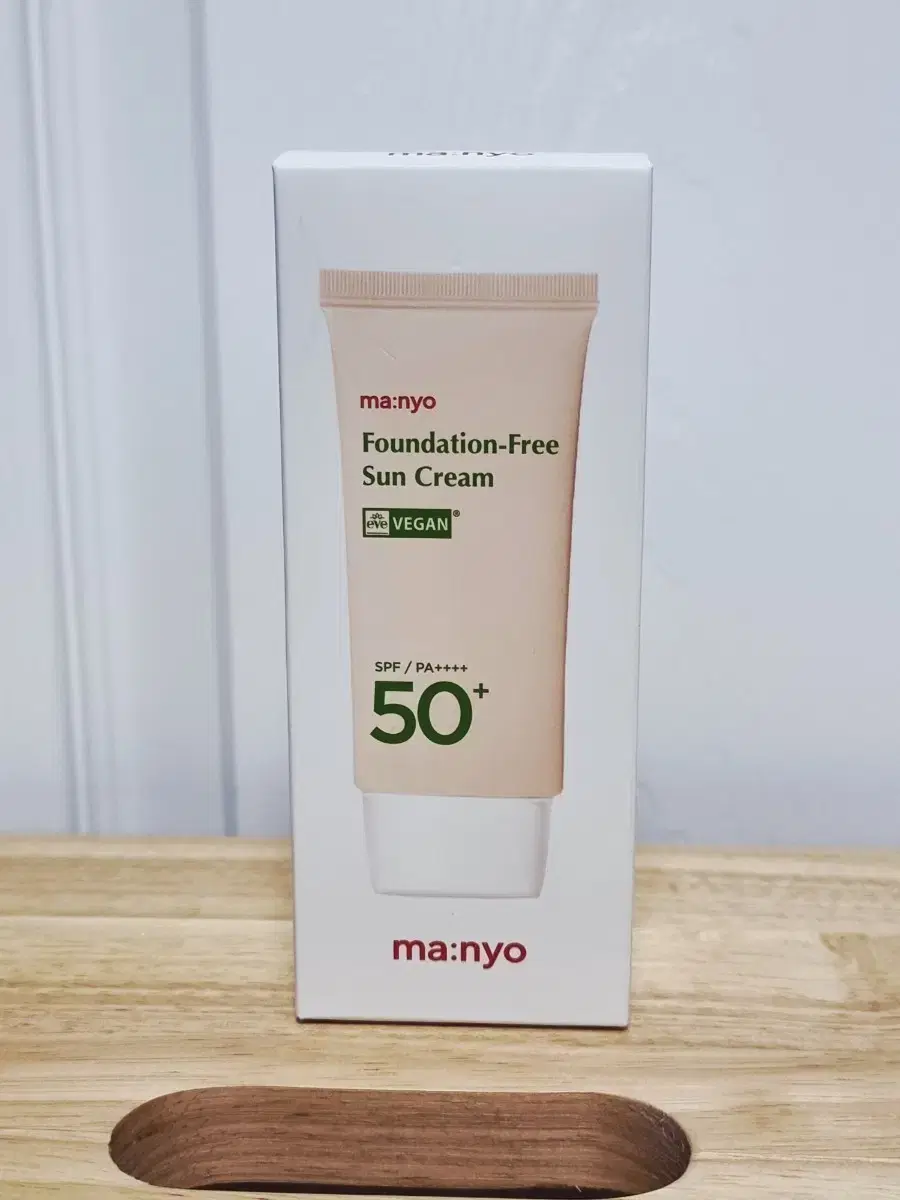 ma:nyo
ma:nyo
Foundation-Free
Sun Cream
eve VEGAN®
SPF / PA++++
50+
ma:nyo